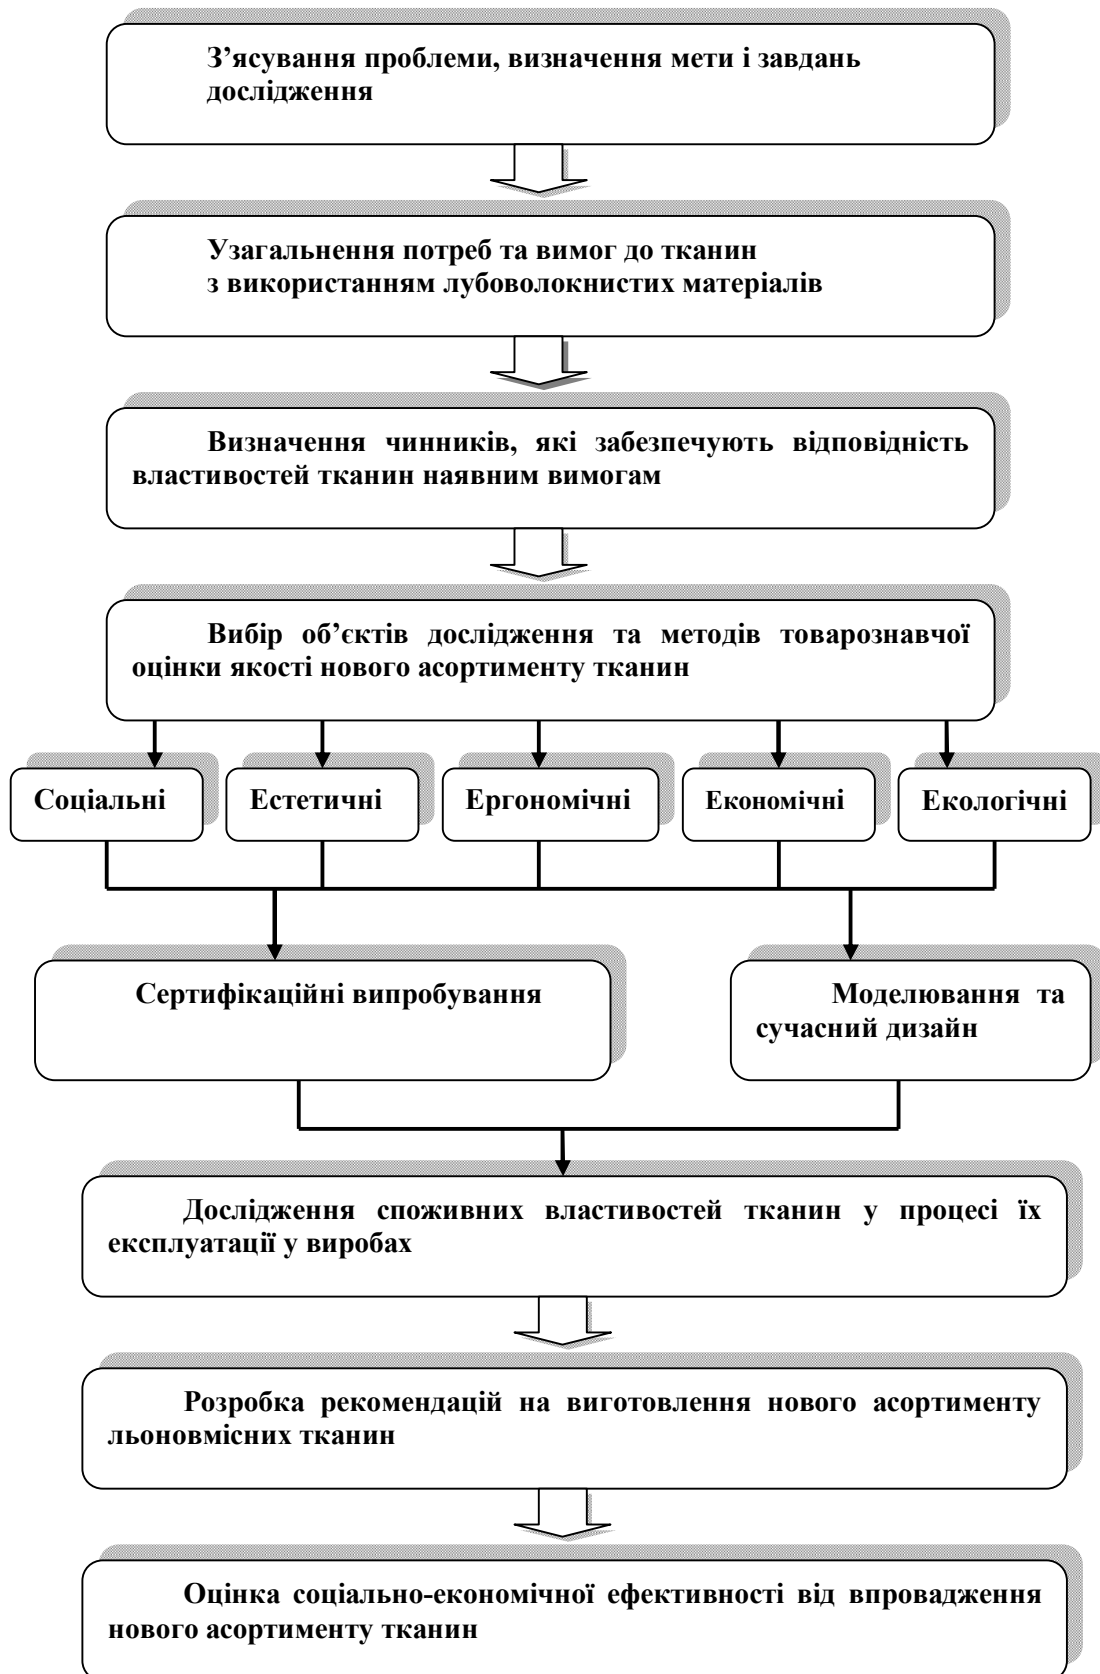 З’ясування проблеми, визначення мети і завдань
дослідження
Узагальнення потреб та вимог до тканин
з використанням лубоволокнистих матеріалів
Визначення чинників, які забезпечують відповідність
властивостей тканин наявним вимогам
Вибір об’єктів дослідження та методів товарознавчої
оцінки якості нового асортименту тканин
Соціальні
Естетичні
Ергономічні
Економічні
Екологічні
Сертифікаційні випробування
Моделювання та
сучасний дизайн
Дослідження споживних властивостей тканин у процесі їх
експлуатації у виробах
Розробка рекомендацій на виготовлення нового асортименту
льоновмісних тканин
Оцінка соціально-економічної ефективності від впровадження
нового асортименту тканин